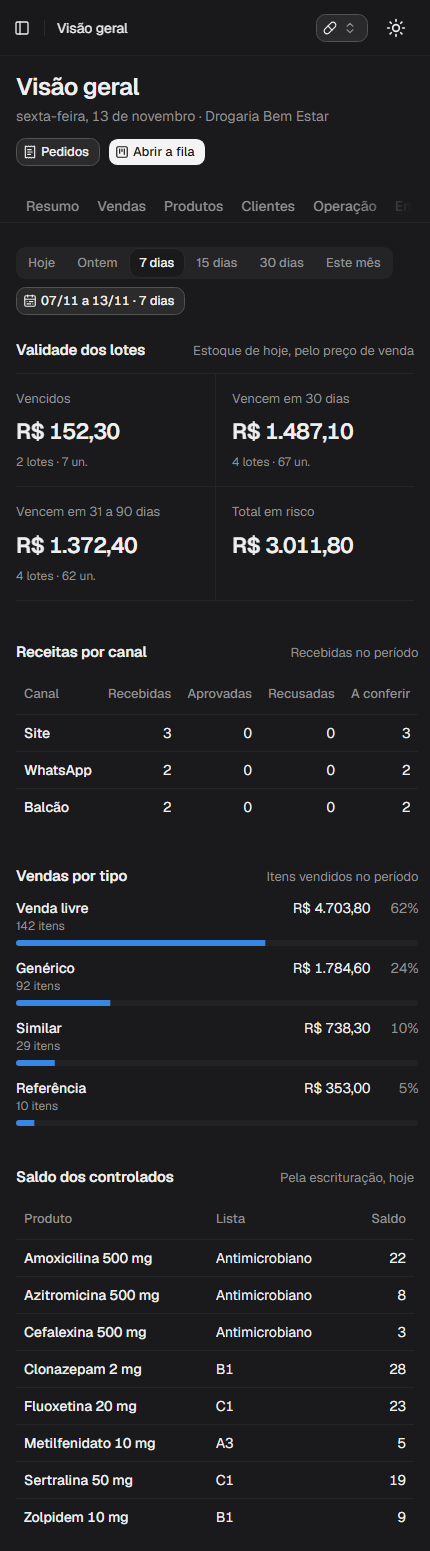 Visão geral
Visão geral
sexta-feira, 13 de novembro · Drogaria Bem Estar
Pedidos
Abrir a fila
Resumo Vendas Produtos Clientes Operação
Hoje Ontem 7 dias 15 dias 30 dias Este mês
07/11 a 13/11 · 7 dias
Validade dos lotes Estoque de hoje, pelo preço de venda
Vencidos Vencem em 30 dias
R$ 152,30 R$ 1.487,10
2 lotes · 7 un. 4 lotes · 67 un.
Vencem em 31 a 90 dias Total em risco
R$ 1.372,40 R$ 3.011,80
4 lotes · 62 un.
Receitas por canal Recebidas no período
Canal Recebidas Aprovadas Recusadas A conferir
Site 3 0 0 3
WhatsApp 2 0 0 2
Balcão 2 0 0 2
Vendas por tipo Itens vendidos no período
Venda livre R$ 4.703,80 62%
142 itens
Genérico R$ 1.784,60 24%
92 itens
Similar R$ 738,30 10%
29 itens
Referência R$ 353,00 5%
10 itens
Saldo dos controlados Pela escrituração, hoje
Produto Lista Saldo
Amoxicilina 500 mg Antimicrobiano 22
Azitromicina 500 mg Antimicrobiano 8
Cefalexina 500 mg Antimicrobiano 3
Clonazepam 2 mg B1 28
Fluoxetina 20 mg C1 23
Metilfenidato 10 mg A3 5
Sertralina 50 mg C1 19
Zolpidem 10 mg B1 9